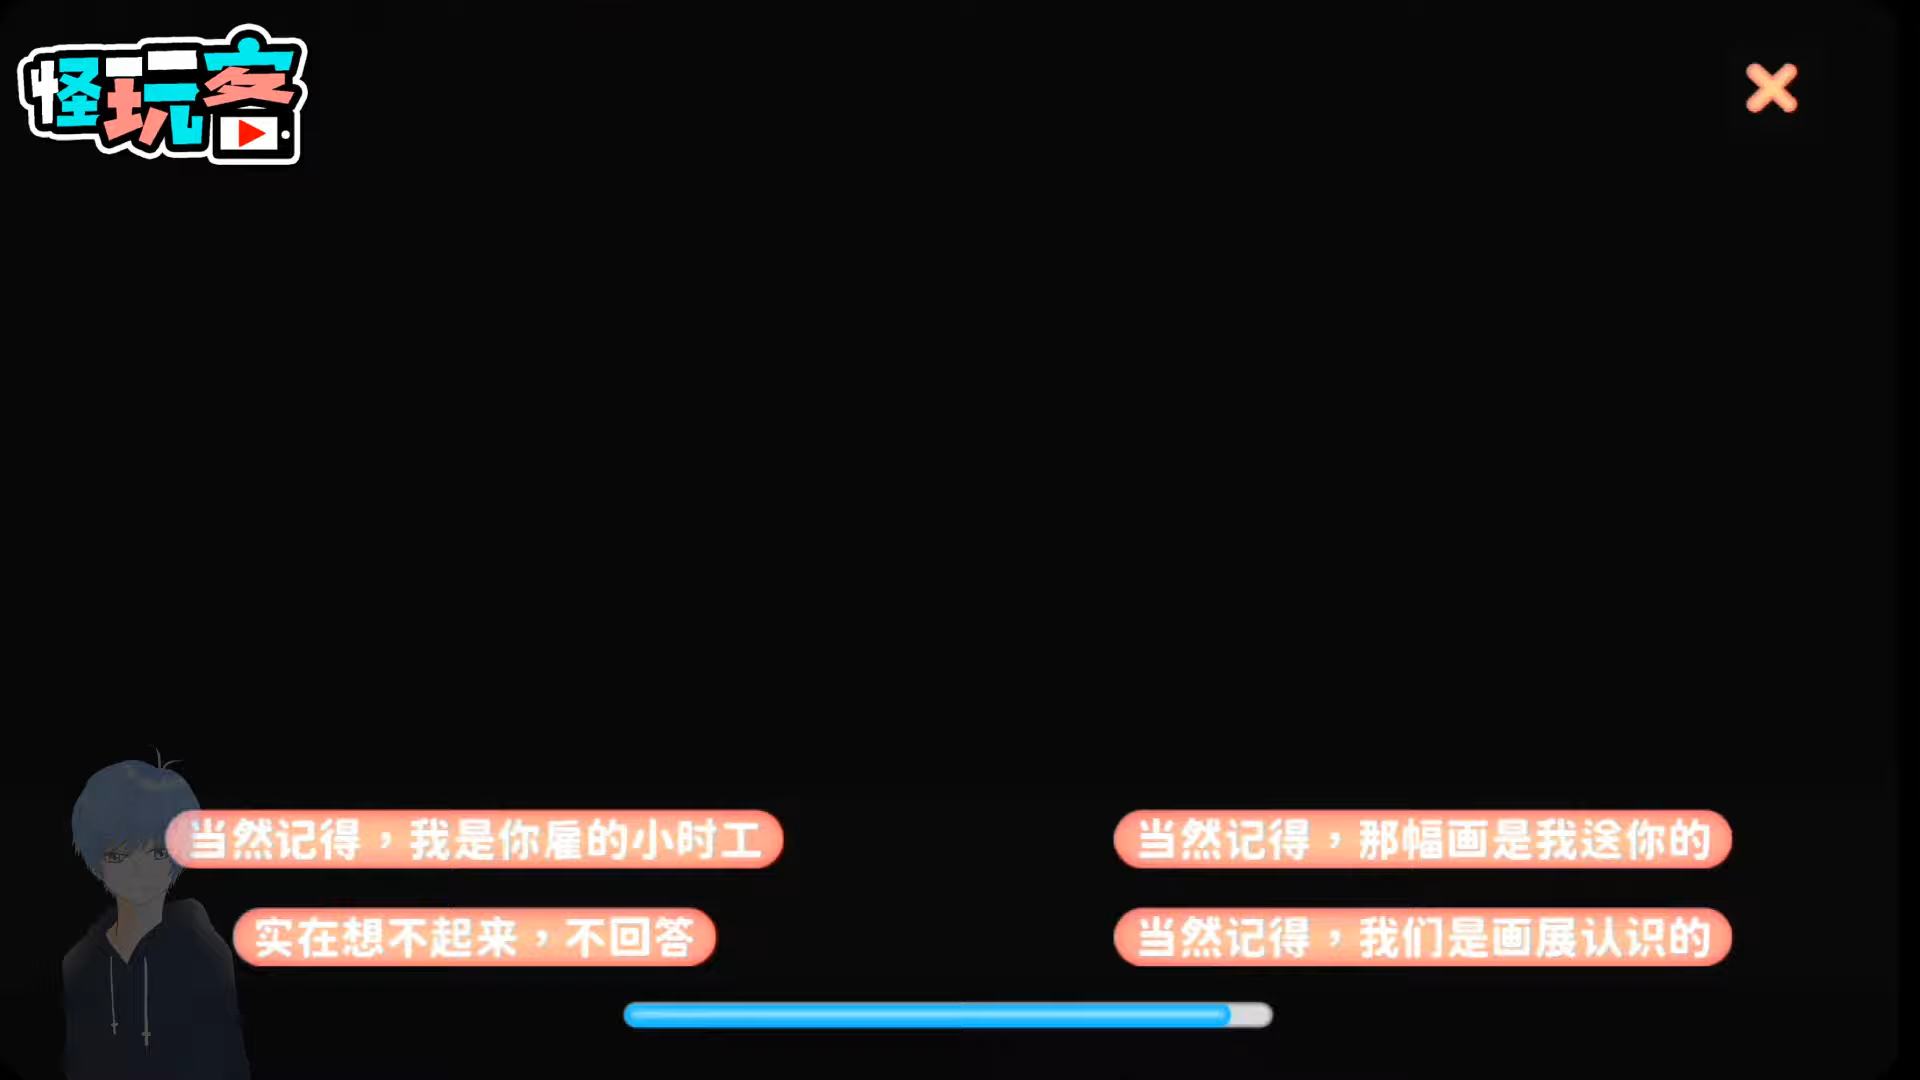 怪玩客
当然记得，我是你雇的小时工
当然记得，那幅画是我送你的
实在想不起来，不回答
当然记得，我们是画展认识的